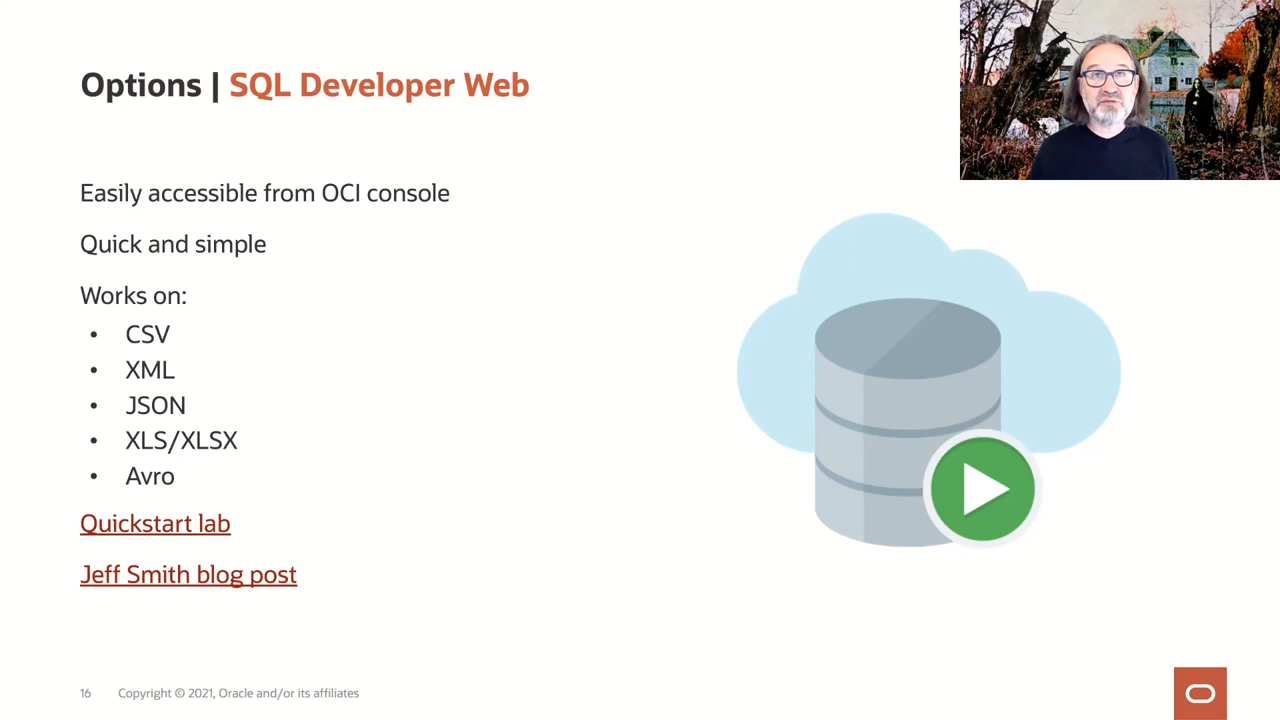 Options | SQL Developer Web
Easily accessible from OCI console
Quick and simple
Works on:
• CSV
• XML
• JSON
• XLS/XLSX
• Avro
Quickstart lab
Jeff Smith blog post
16 Copyright © 2021, Oracle and/or its affiliates